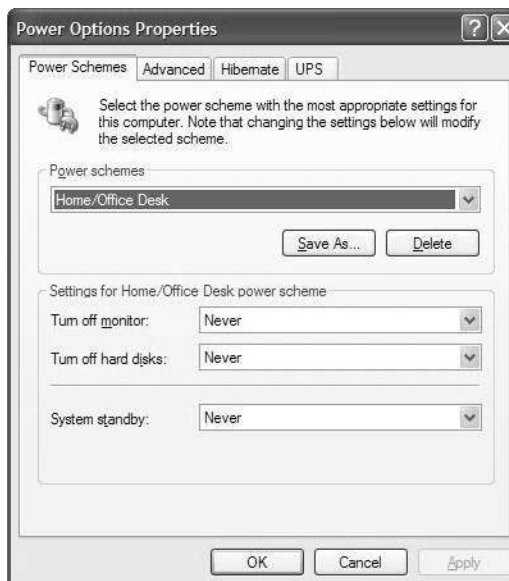 Power Options Properties
Power Schemes Advanced Hibernate UPS
Select the power scheme with the most appropriate settings for
this computer. Note that changing the settings below will modify
the selected scheme.
Power schemes
Home/Office Desk
Save As... Delete
Settings for Home/Office Desk power scheme
Turn off monitor: Never
Turn off hard disks: Never
System standby: Never
OK Cancel Apply